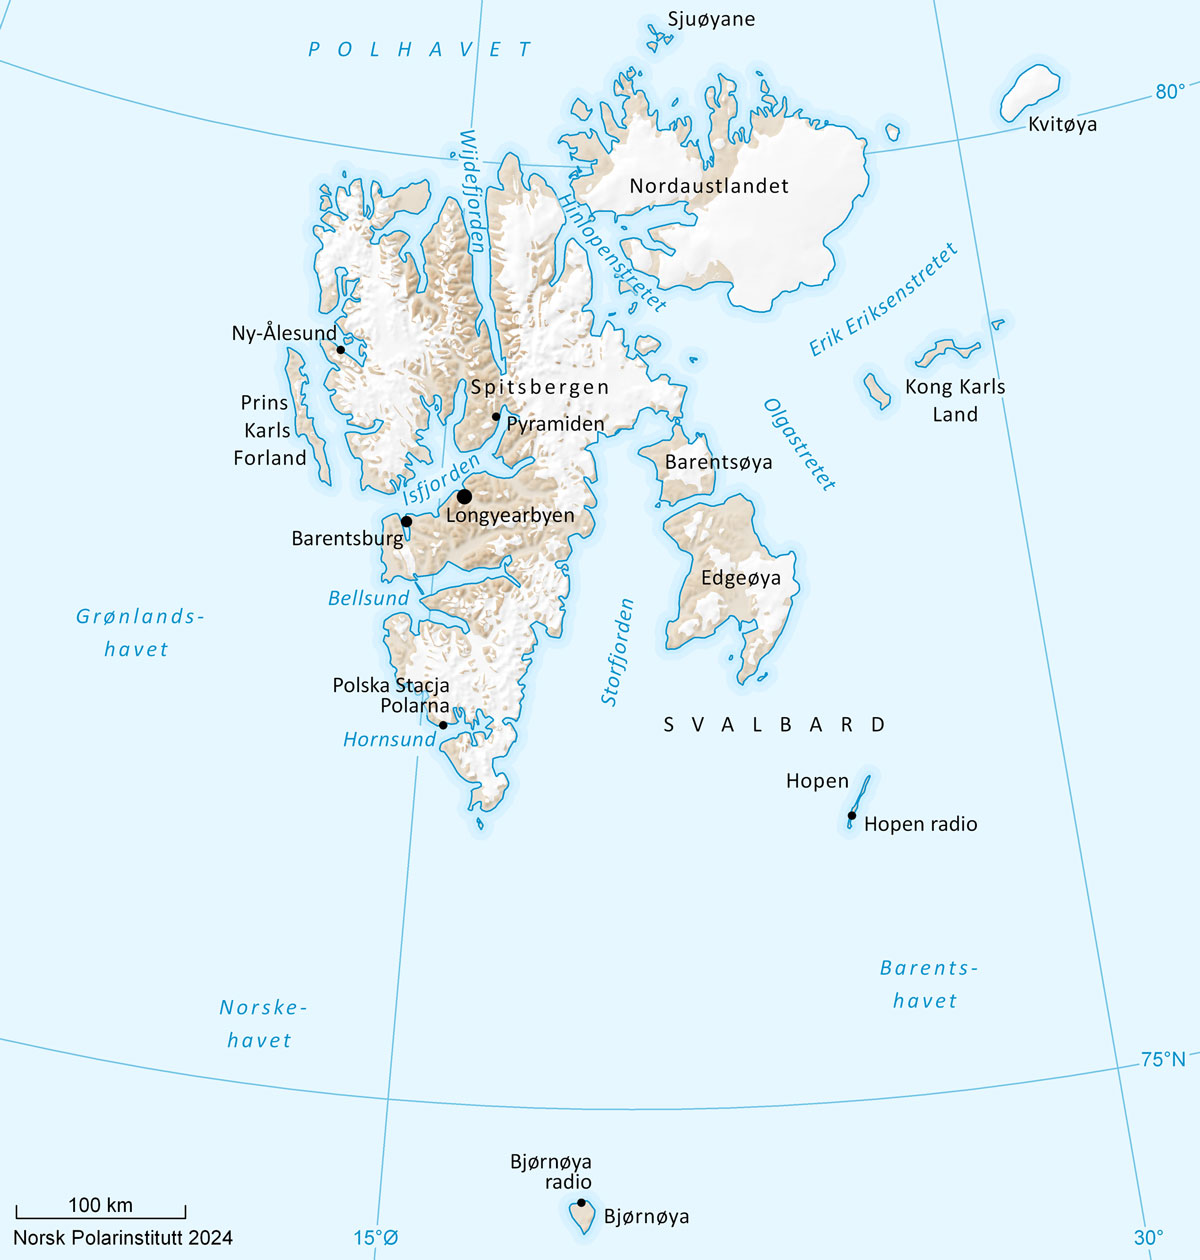 Sjuøyane
POLHAVET
80°
Kvitøya
Wijdefjorden
Nordaustlandet
Hinlopenstretet
Erik Eriksenstretet
Ny-Ålesund
Spitsbergen
Kong Karls
Land
Prins
Karls
Forland
Pyramiden
Olgastretet
Barentsøya
Isfjorden
Longyearbyen
Barentsburg
Edgeøya
Bellsund
Grønlands-
havet
Storfjorden
Polska Stacja
Polarna
SVALBARD
Hornsund
Hopen
Hopen radio
Barents-
havet
Norske-
havet
75°N
Bjørnøya
radio
Bjørnøya
100 km
Norsk Polarinstitutt 2024
15°Ø
30°